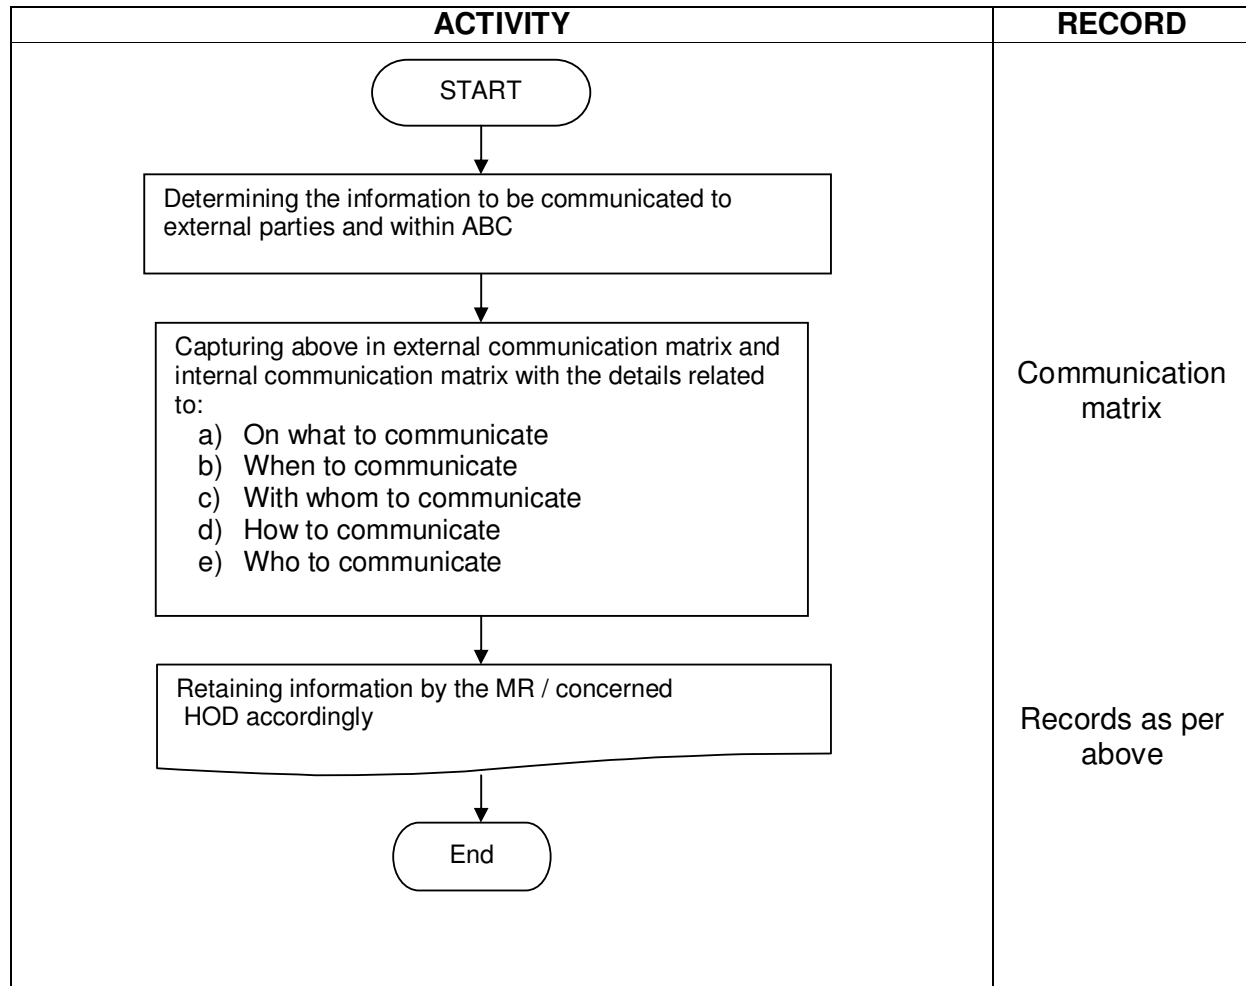 ACTIVITY
RECORD
START
Determining the information to be communicated to
external parties and within ABC
Capturing above in external communication matrix and
internal communication matrix with the details related
to:
a) On what to communicate
b) When to communicate
c) With whom to communicate
d) How to communicate
e) Who to communicate
Communication
matrix
Retaining information by the MR / concerned
HOD accordingly
Records as per
above
End